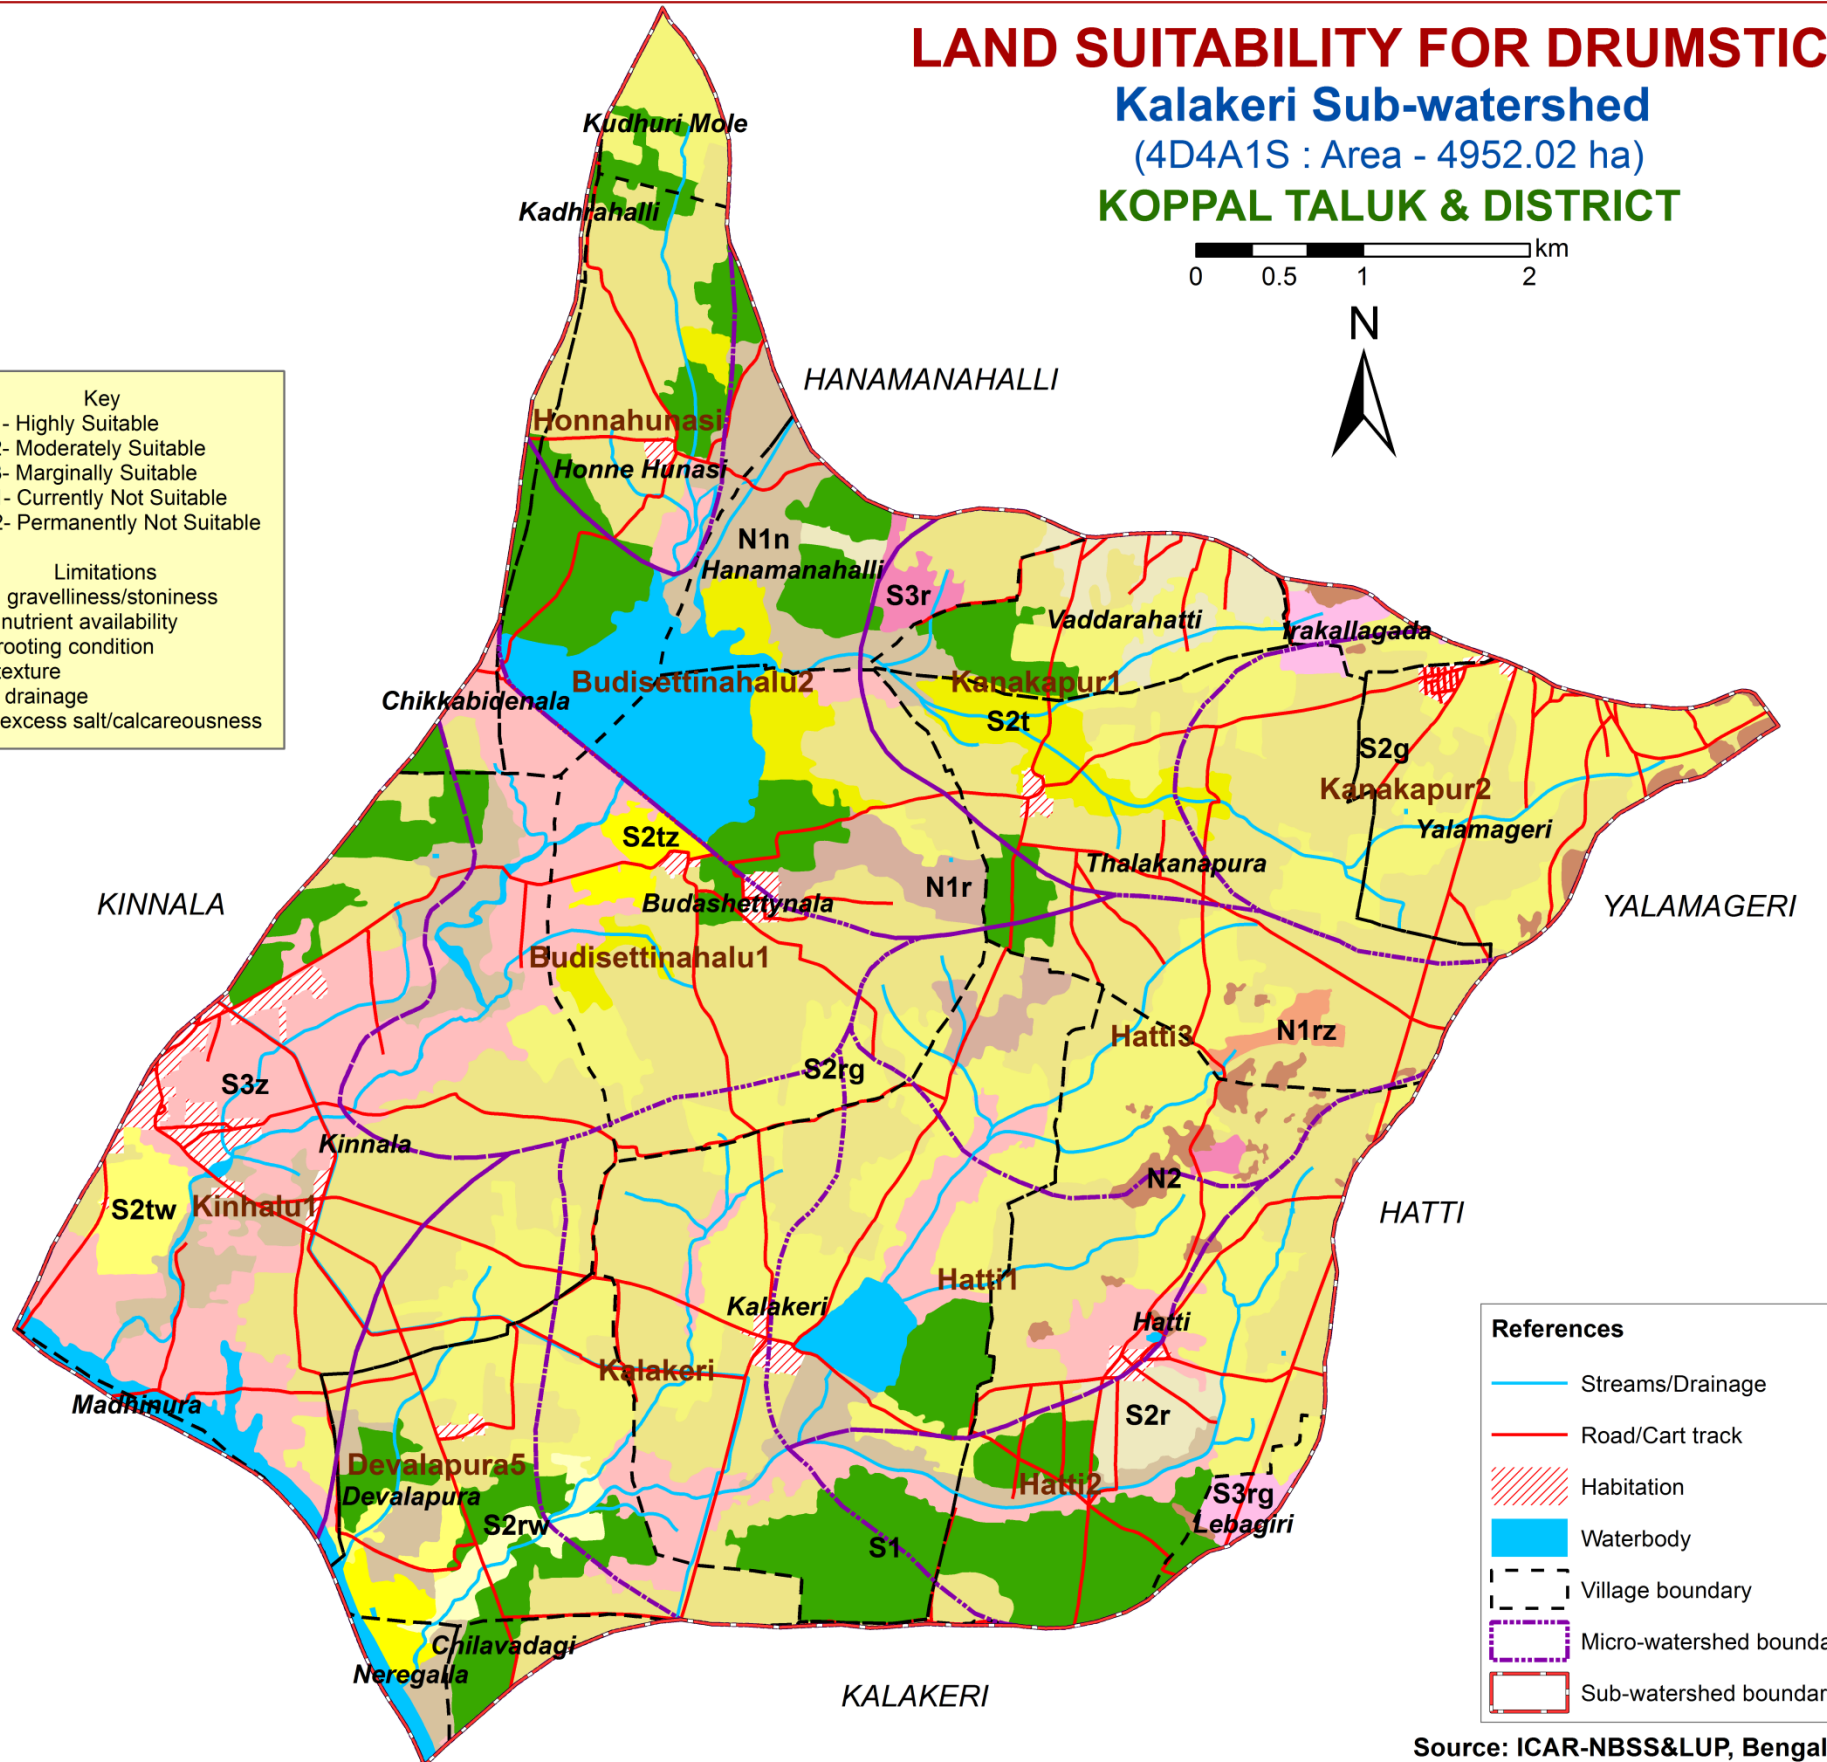 LAND SUITABILITY FOR DRUMSTIC
Kalakeri Sub-watershed
(4D4A1S : Area - 4952.02 ha)
KOPPAL TALUK & DISTRICT
km
0 0.5 1 2
N
Key
- Highly Suitable
- Moderately Suitable
- Marginally Suitable
- Currently Not Suitable
- Permanently Not Suitable
Limitations
gravelliness/stoniness
nutrient availability
rooting condition
texture
drainage
excess salt/calcareousness
Kudhuri Mole
Kadhrahalli
HANAMANAHALLI
Honnahunasi
Honne Hunasi
N1n
Hanamanahalli
S3r
Vaddarahatti
Irakallagada
Chikkabidenala
Budisettinahalu2
Kanakapur1
S2t
S2g
Kanakapur2
Yalamageri
S2tz
Thalakanapura
N1r
Budashettynala
KINNALA
YALAMAGERI
Budisettinahalu1
Hatti3
N1rz
S2rg
S3z
Kinnala
N2
S2tw
Kinhalu1
HATTI
Hatti1
Kalakeri
Hatti
Kalakeri
Madhinura
S2r
Devalapura5
Devalapura
Hatti2
S3rg
Lebagiri
S2rw
S1
Chilavadagi
Neregalla
KALAKERI
References
Streams/Drainage
Road/Cart track
Habitation
Waterbody
Village boundary
Micro-watershed bounda
Sub-watershed boundar
Source: ICAR-NBSS&LUP, Bengal